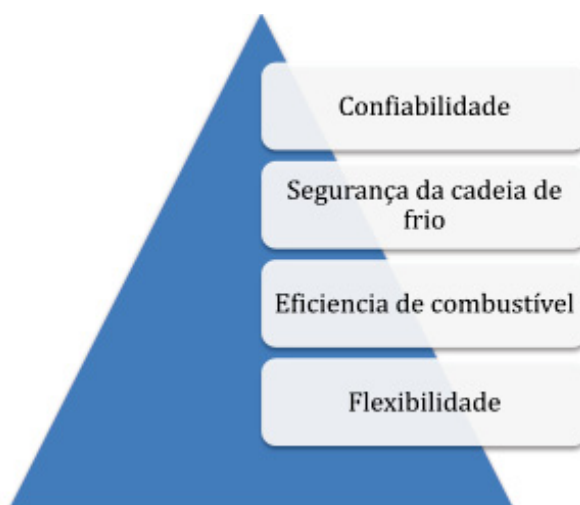 Confiabilidade
Segurança da cadeia de
frio
Eficiencia de combustível
Flexibilidade